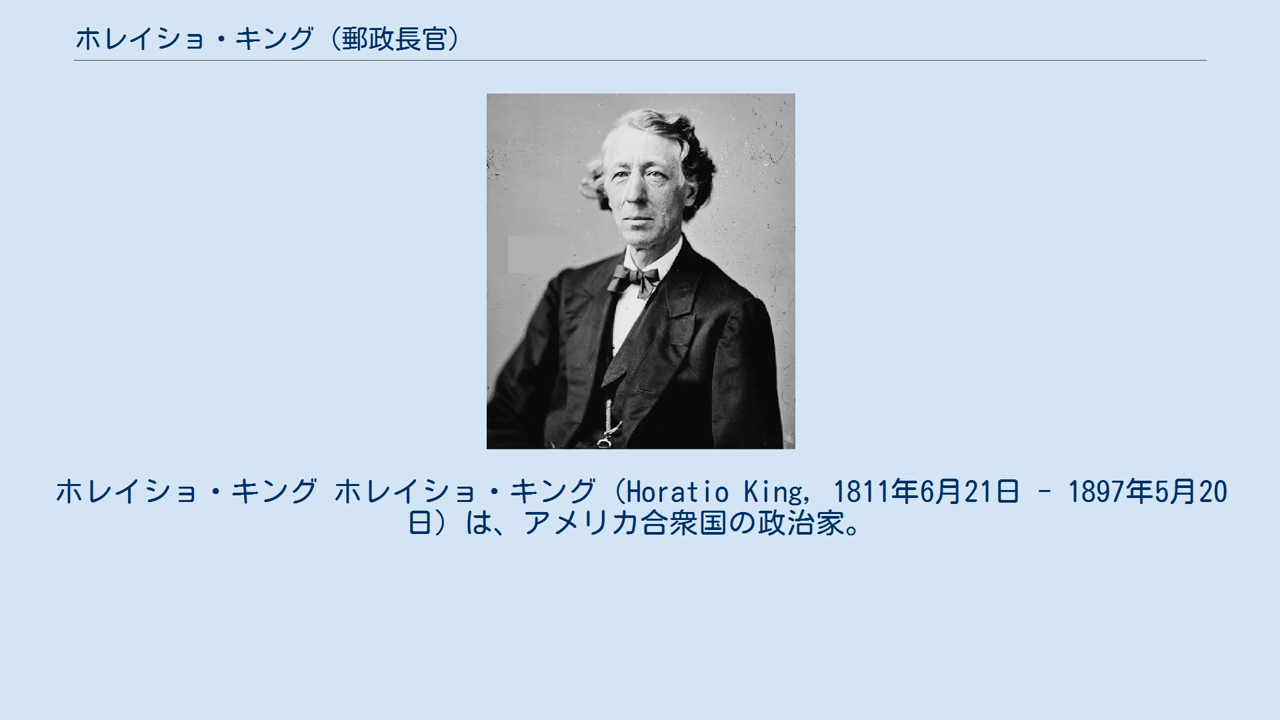 ホレイショ・キング（郵政長官）
ホレイショ・キング ホレイショ・キング（Horatio King, 1811年6月21日 - 1897年5月20
日）は、アメリカ合衆国の政治家。